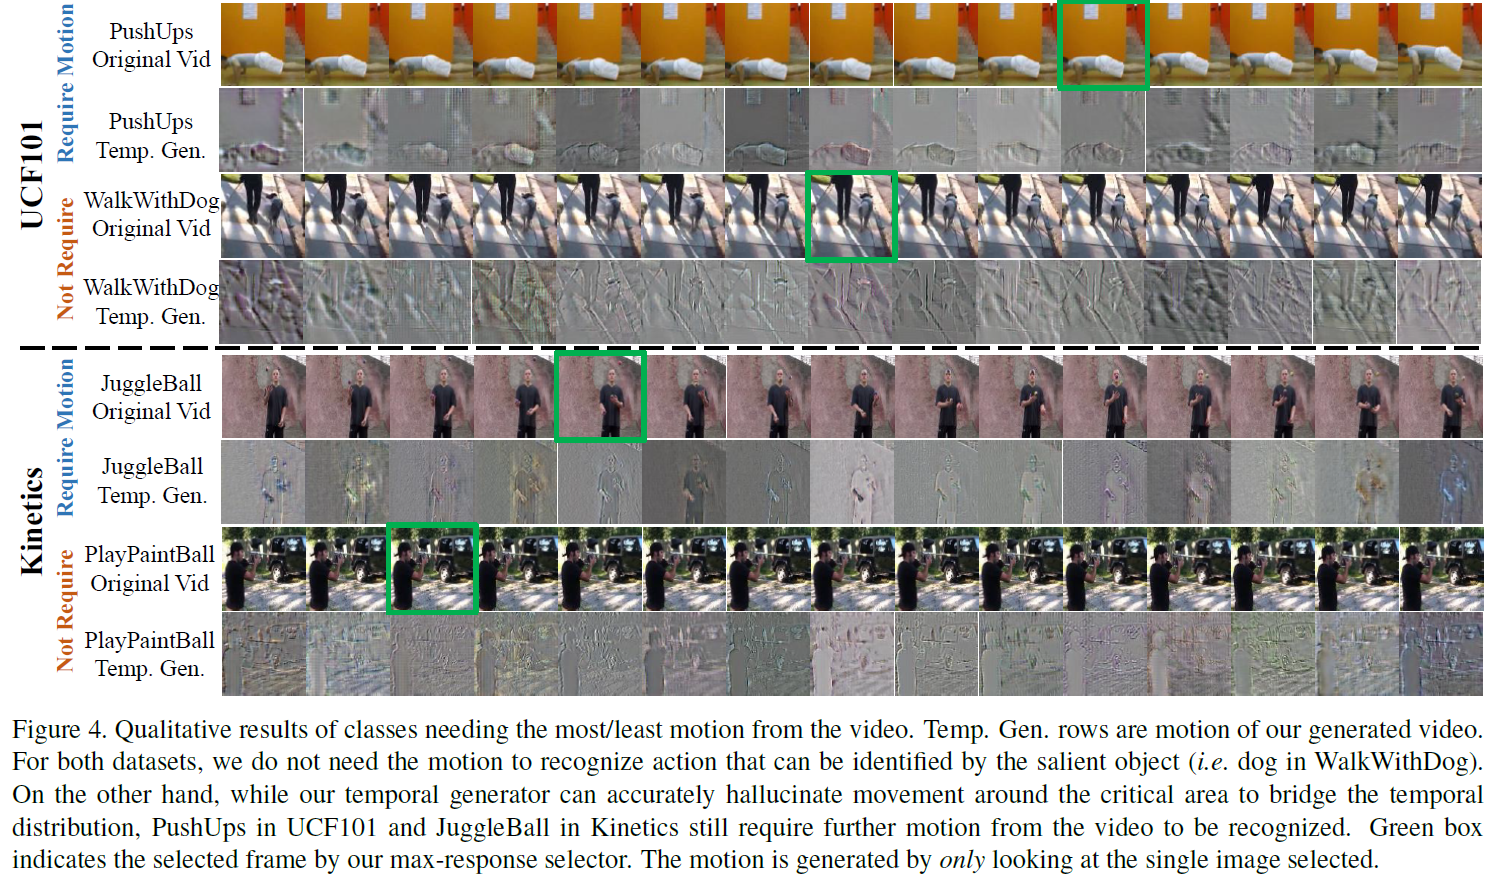 UCF101
Require Motion
PushUps
Original Vid
PushUps
Temp. Gen.
Not Require
WalkWithDog
Original Vid
WalkWithDog
Temp. Gen.
Kinetics
Require Motion
JuggleBall
Original Vid
JuggleBall
Temp. Gen.
Not Require
PlayPaintBall
Original Vid
PlayPaintBall
Temp. Gen.
Figure 4. Qualitative results of classes needing the most/least motion from the video. Temp. Gen. rows are motion of our generated video.
For both datasets, we do not need the motion to recognize action that can be identified by the salient object (i.e. dog in WalkWithDog).
On the other hand, while our temporal generator can accurately hallucinate movement around the critical area to bridge the temporal
distribution, PushUps in UCF101 and JuggleBall in Kinetics still require further motion from the video to be recognized. Green box
indicates the selected frame by our max-response selector. The motion is generated by only looking at the single image selected.